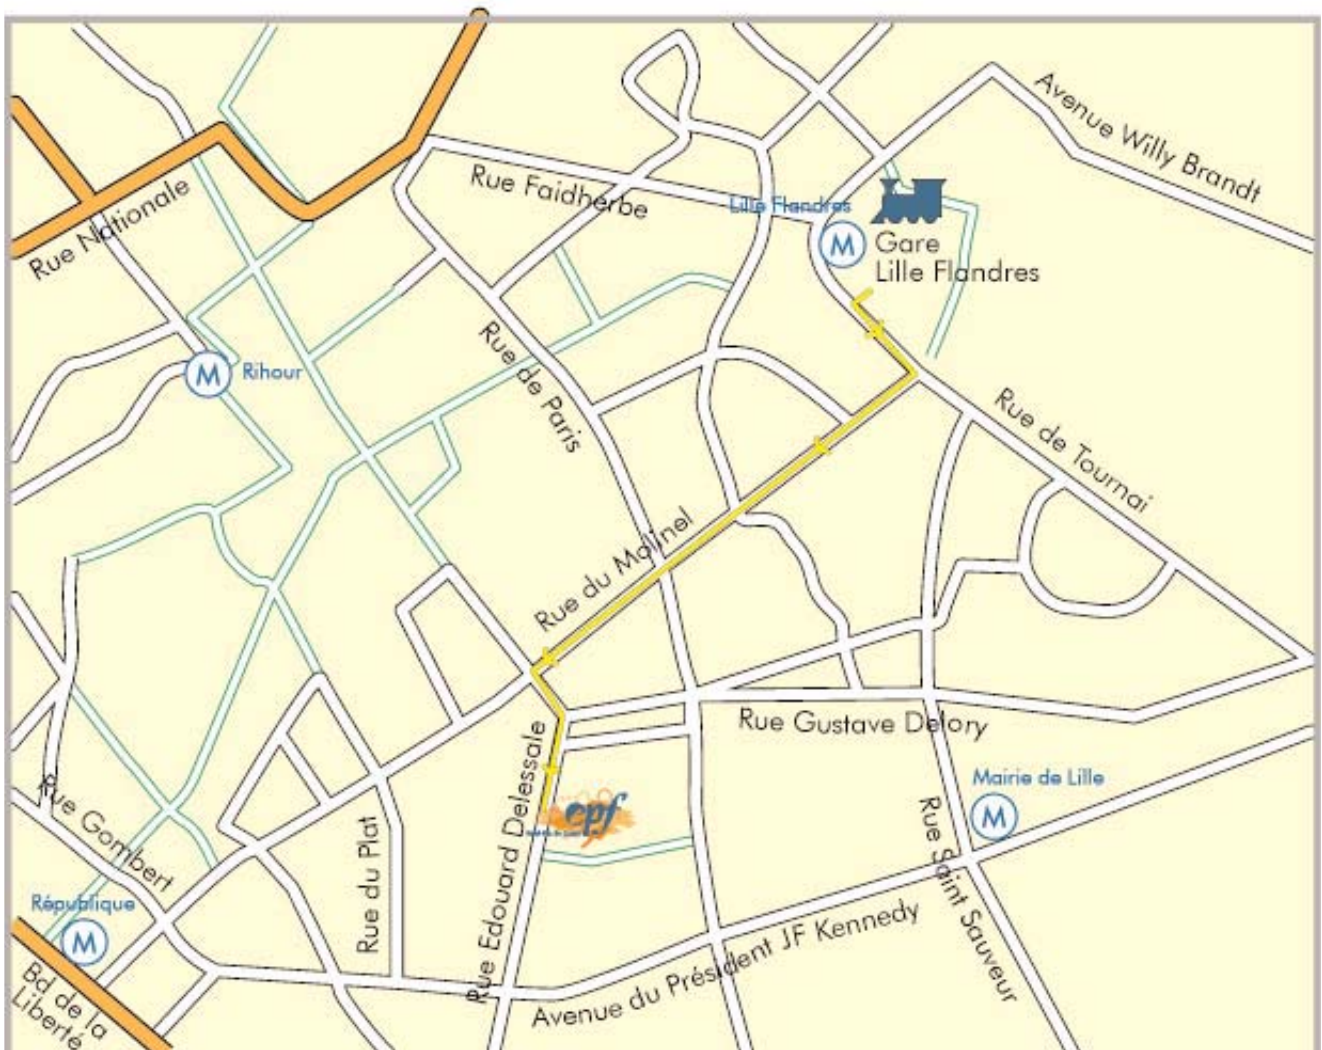 Avenue Willy Brandt
Rue Faidherbe
Lille Flandres
Rue Nationale
M
Gare
Lille Flandres
Rue de Paris
M
Rihour
Rue de Tournai
Rue du Molinel
Rue Gustave Delory
Mairie de Lille
M
Rue Edouard Delessale
epf
Rue Gombert
Rue du Plat
Rue Saint Sauveur
République
M
Avenue du Président JF Kennedy
Bd de la
Liberté